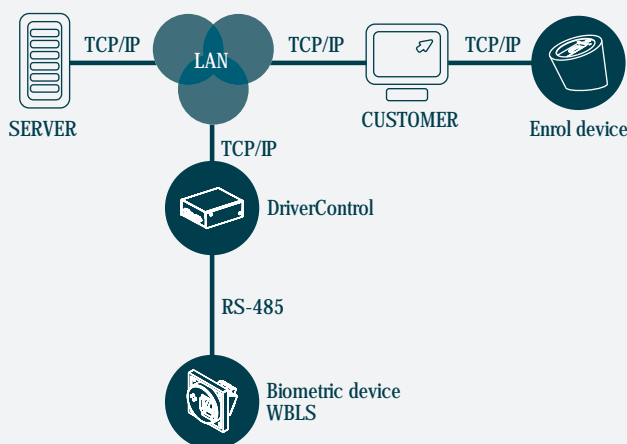 TCP/IP
TCP/IP
TCP/IP
LAN
SERVER
CUSTOMER
Enrol device
TCP/IP
DriverControl
RS-485
Biometric device
WBLS